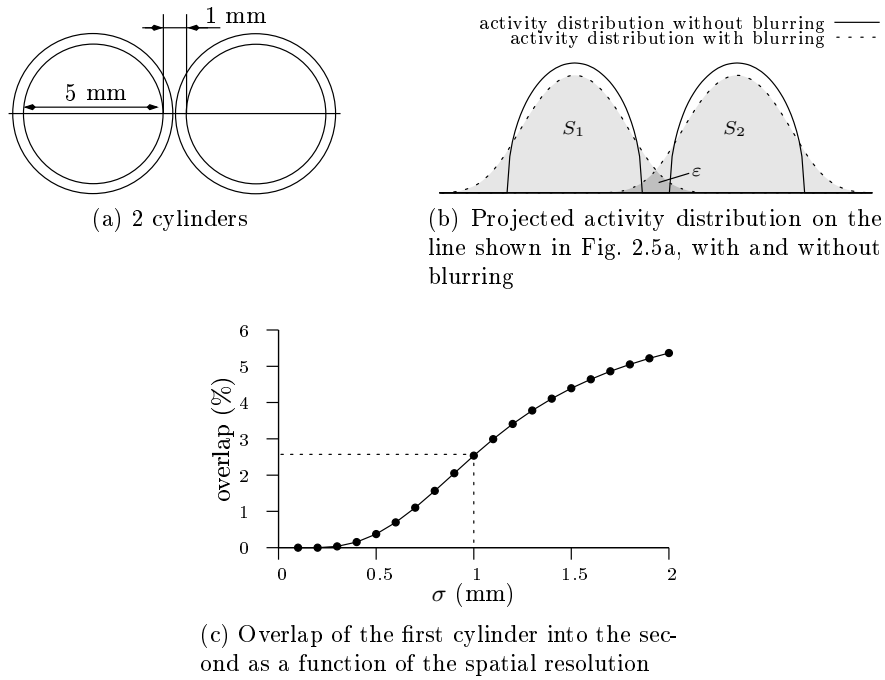 1 mm
5 mm
(a) 2 cylinders
activity distribution without blurring
activity distribution with blurring
S1
S2
ε
(b) Projected activity distribution on the
line shown in Fig. 2.5a, with and without
blurring
overlap (%)
6
5
4
3
2
1
0
0 0.5 1 1.5 2
σ (mm)
(c) Overlap of the first cylinder into the sec-
ond as a function of the spatial resolution